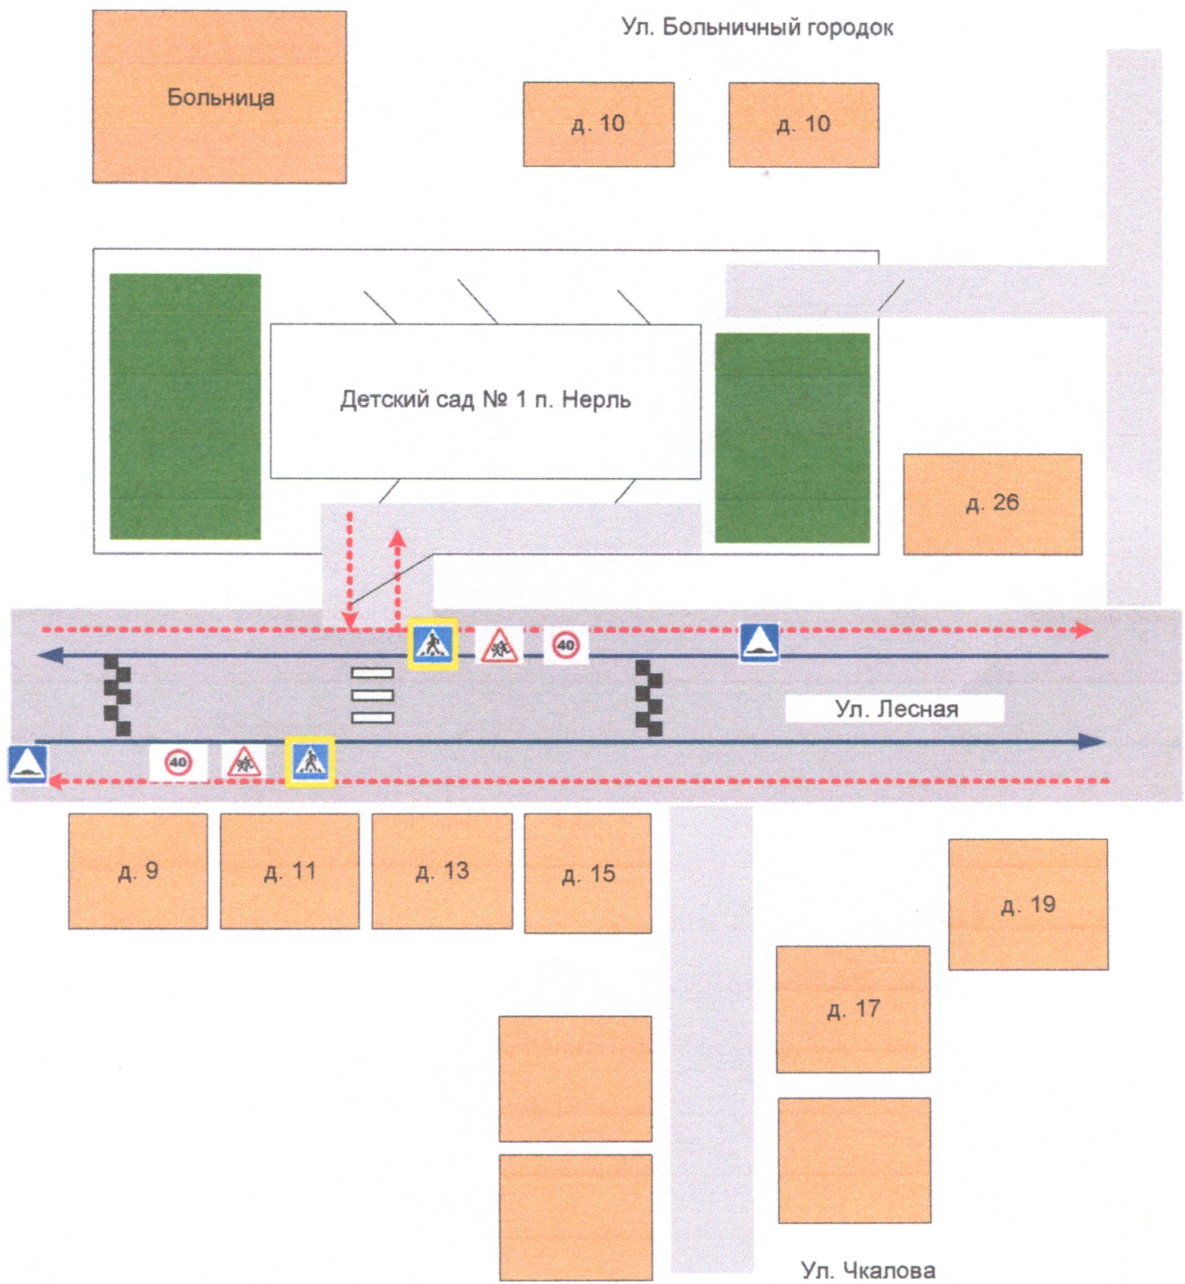 Ул. Больничный городок
Больница
д. 10
д. 10
Детский сад № 1 п. Нерль
д. 26
40
Ул. Лесная
40
д. 9
д. 11
д. 13
д. 15
д. 19
д. 17
Ул. Чкалова